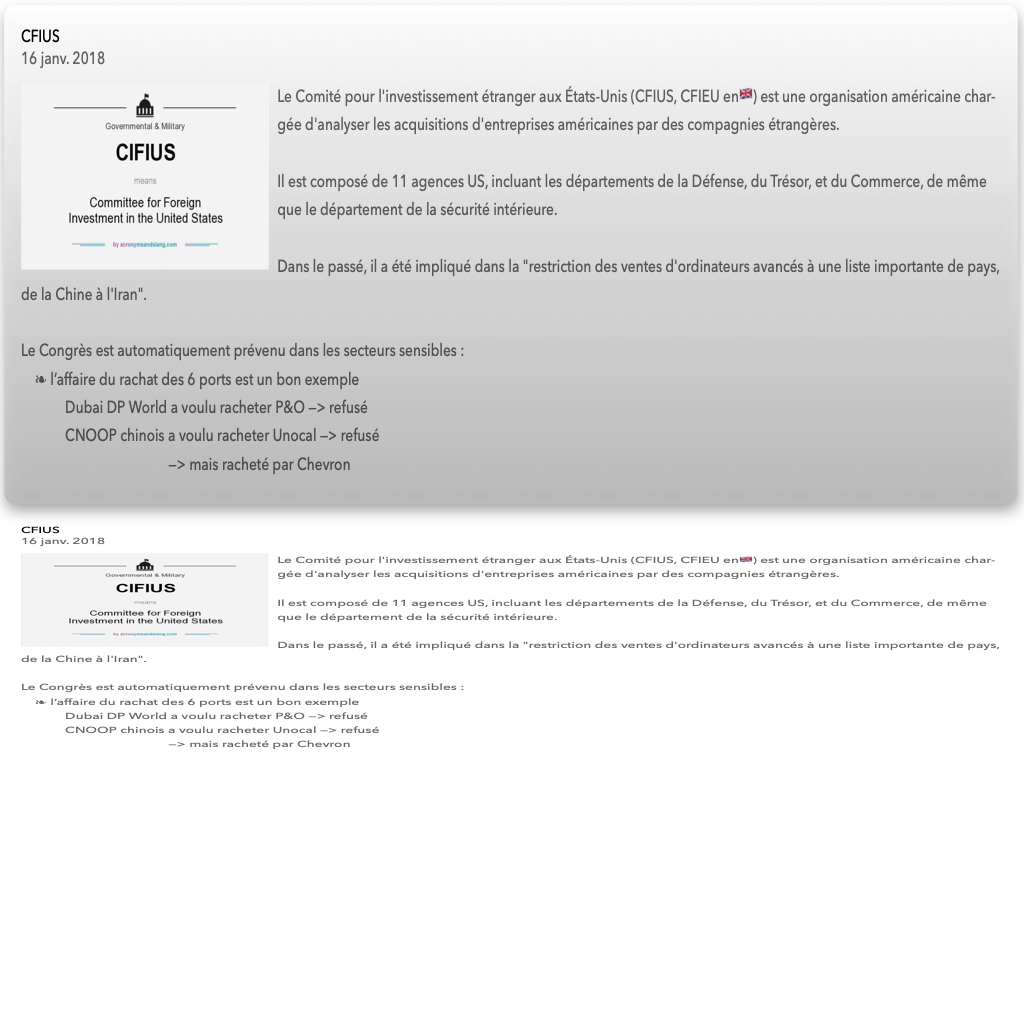 CFIUS
16 janv. 2018
Governmental & Military
CIFIUS
means
Committee for Foreign
Investment in the United States
by acronymsandslang.com
Le Comité pour l'investissement étranger aux États-Unis (CFIUS, CFIEU en🇬🇧) est une organisation américaine char-
gée d'analyser les acquisitions d'entreprises américaines par des compagnies étrangères.
Il est composé de 11 agences US, incluant les départements de la Défense, du Trésor, et du Commerce, de même
que le département de la sécurité intérieure.
Dans le passé, il a été impliqué dans la "restriction des ventes d'ordinateurs avancés à une liste importante de pays,
de la Chine à l'Iran".
Le Congrès est automatiquement prévenu dans les secteurs sensibles :
❧ l’affaire du rachat des 6 ports est un bon exemple
Dubai DP World a voulu racheter P&O —> refusé
CNOOP chinois a voulu racheter Unocal —> refusé
—> mais racheté par Chevron
CFIUS
16 janv. 2018
Governmental & Military
CIFIUS
means
Committee for Foreign
Investment in the United States
by acronymsandslang.com
Le Comité pour l'investissement étranger aux États-Unis (CFIUS, CFIEU en🇬🇧) est une organisation américaine char-
gée d'analyser les acquisitions d'entreprises américaines par des compagnies étrangères.
Il est composé de 11 agences US, incluant les départements de la Défense, du Trésor, et du Commerce, de même
que le département de la sécurité intérieure.
Dans le passé, il a été impliqué dans la "restriction des ventes d'ordinateurs avancés à une liste importante de pays,
de la Chine à l'Iran".
Le Congrès est automatiquement prévenu dans les secteurs sensibles :
❧ l’affaire du rachat des 6 ports est un bon exemple
Dubai DP World a voulu racheter P&O —> refusé
CNOOP chinois a voulu racheter Unocal —> refusé
—> mais racheté par Chevron